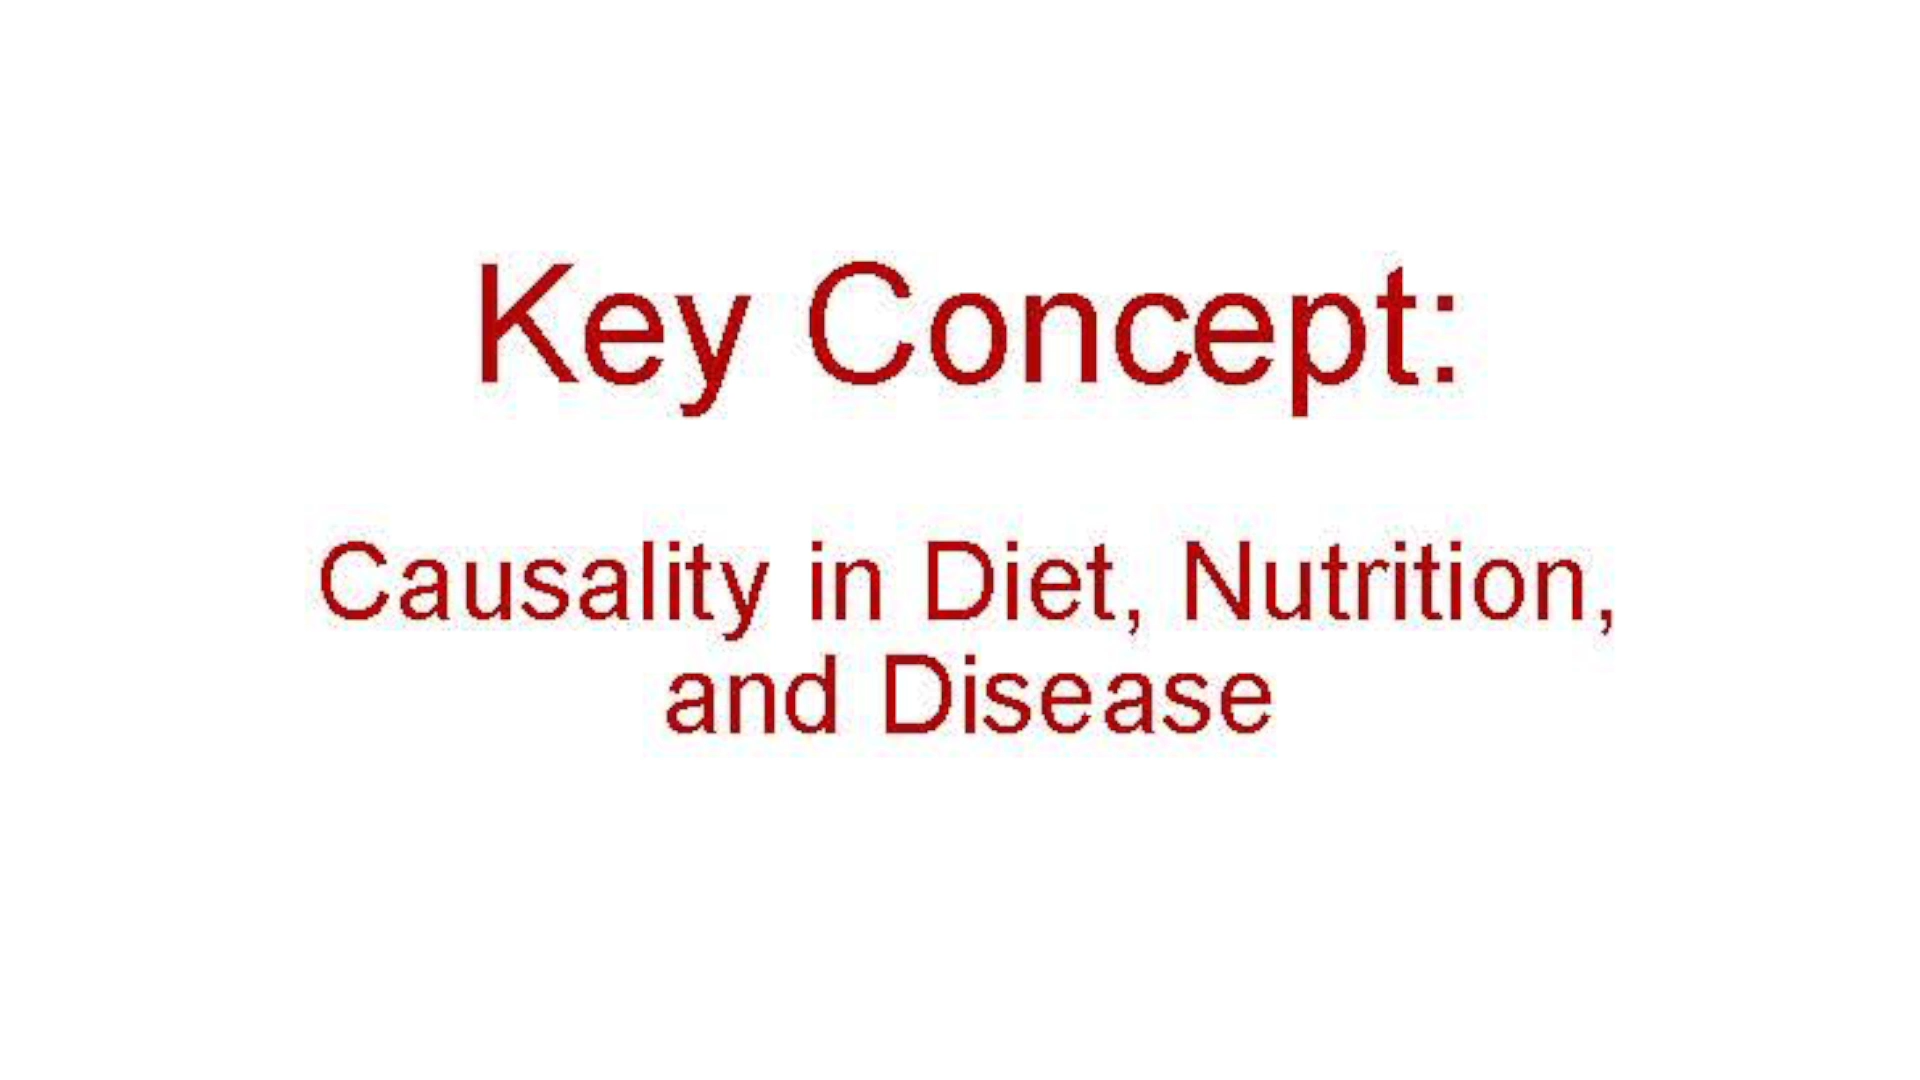 Key Concept:
Causality in Diet, Nutrition,
and Disease